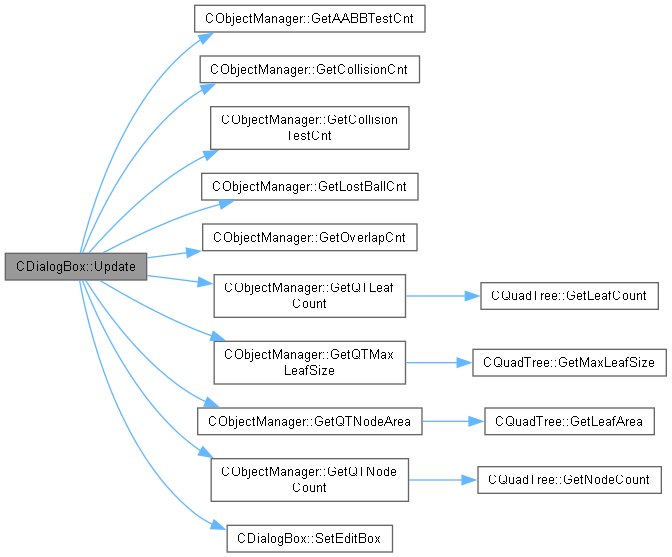 CObjectManager::GetAABBTestCnt
CObjectManager::GetCollisionCnt
CObjectManager::GetCollision
TestCnt
CObjectManager::GetLostBallCnt
CDialogBox::Update
CObjectManager::GetOverlapCnt
CObjectManager::GetQTLeaf
Count
CQuadTree::GetLeafCount
CObjectManager::GetQTMax
LeafSize
CQuadTree::GetMaxLeafSize
CObjectManager::GetQTNodeArea
CQuadTree::GetLeafArea
CObjectManager::GetQTNode
Count
CQuadTree::GetNodeCount
CDialogBox::SetEditBox